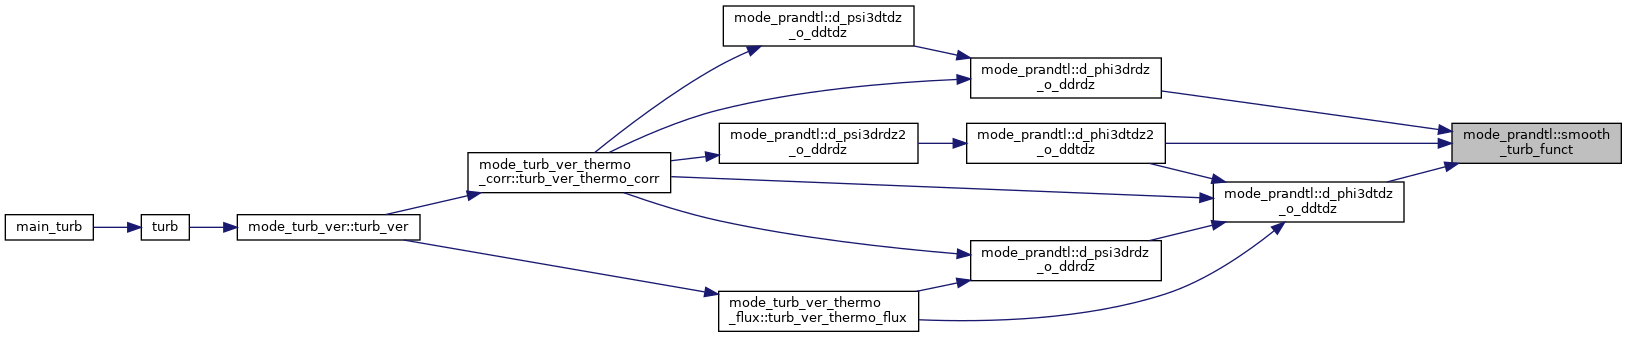 mode_prandtl::d_psi3dtdz
_o_ddtdz
mode_prandtl::d_phi3drdz
_o_ddrdz
mode_prandtl::smooth
_turb_funct
mode_prandtl::d_psi3drdz2
_o_ddrdz
mode_prandtl::d_phi3dtdz2
_o_ddtdz
mode_turb_ver_thermo
_corr::turb_ver_thermo_corr
mode_prandtl::d_phi3dtdz
_o_ddtdz
main_turb
turb
mode_turb_ver::turb_ver
mode_prandtl::d_psi3drdz
_o_ddrdz
mode_turb_ver_thermo
_flux::turb_ver_thermo_flux